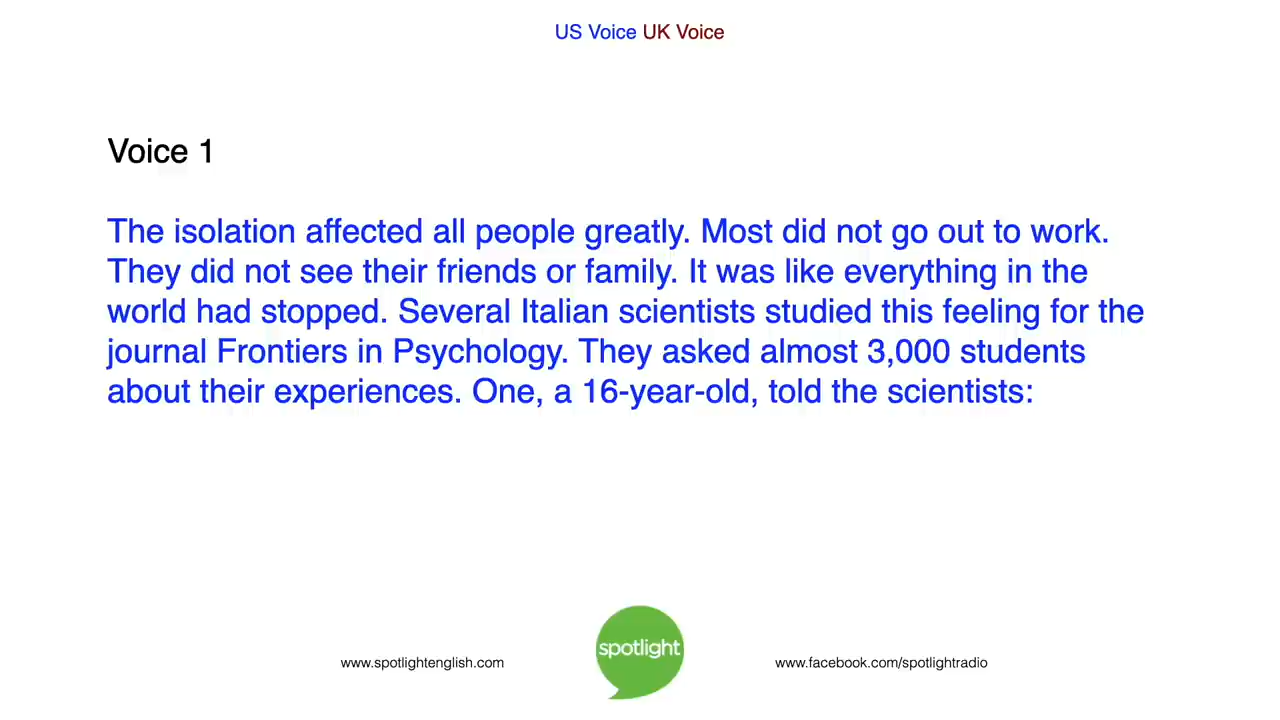 US Voice UK Voice
Voice 1
The isolation affected all people greatly. Most did not go out to work.
They did not see their friends or family. It was like everything in the
world had stopped. Several Italian scientists studied this feeling for the
journal Frontiers in Psychology. They asked almost 3,000 students
about their experiences. One, a 16-year-old, told the scientists:
spotlight
www.spotlightenglish.com
www.facebook.com/spotlightradio